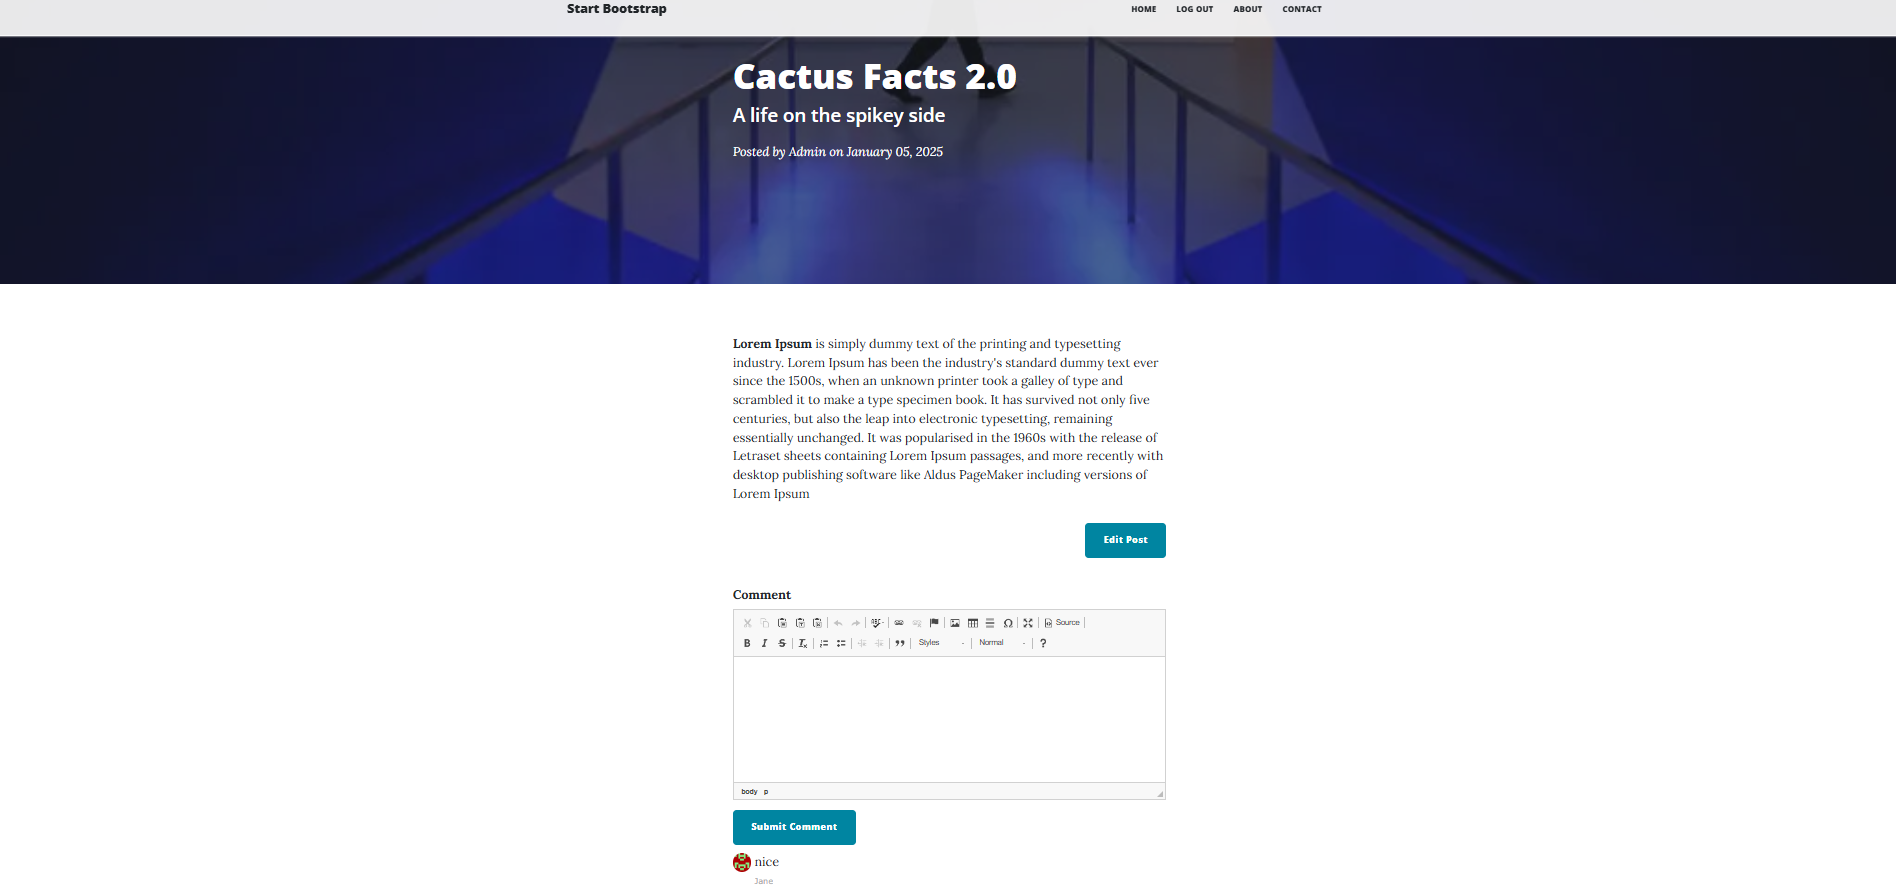 Start Bootstrap
HOME LOG OUT ABOUT CONTACT
Cactus Facts 2.0
A life on the spikey side
Posted by Admin on January 05, 2025
Lorem Ipsum is simply dummy text of the printing and typesetting
industry. Lorem Ipsum has been the industry's standard dummy text ever
since the 1500s, when an unknown printer took a galley of type and
scrambled it to make a type specimen book. It has survived not only five
centuries, but also the leap into electronic typesetting, remaining
essentially unchanged. It was popularised in the 1960s with the release of
Letraset sheets containing Lorem Ipsum passages, and more recently with
desktop publishing software like Aldus PageMaker including versions of
Lorem Ipsum
Edit Post
Comment
Source
Styles Normal ?
body p
Submit Comment
nice
Jane